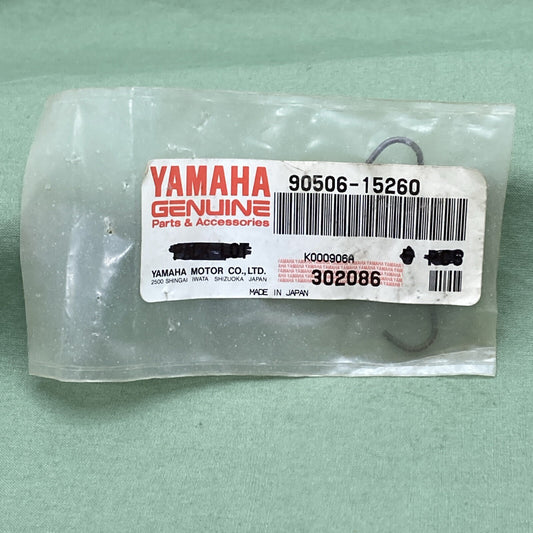 YAMAHA
GENUINE
Parts & Accessories
90506-15260
K000906A
YAMAHA MOTOR CO., LTD.
2500 SHINGAI IWATA SHIZUOKA JAPAN
302086
MADE IN JAPAN